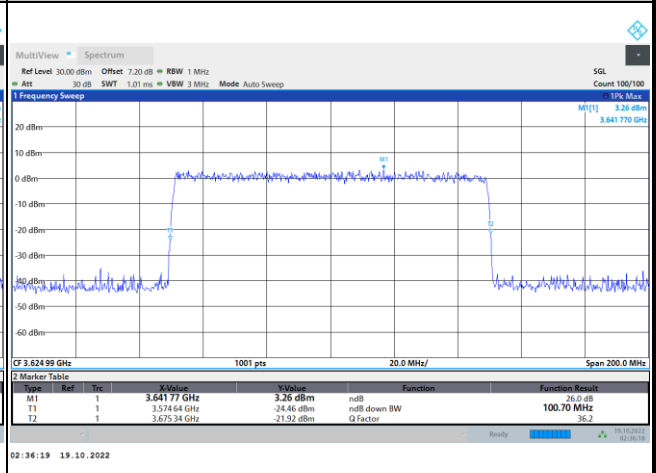 MultiView Spectrum
Ref Level 30.00 dBm Offset 7.20 dB RBW 1 MHz SGL
Att 30 dB SWT 1.01 ms VBW 3 MHz Mode Auto Sweep Count 100/100
1 Frequency Sweep 1Pk Max
M1[1] 3.26 dBm
3.641 770 GHz
20 dBm
10 dBm
M1
0 dBm
-10 dBm
-20 dBm
T1
T2
-30 dBm
-40 dBm
-50 dBm
-60 dBm
CF 3.624 99 GHz 1001 pts 20.0 MHz/ Span 200.0 MHz
2 Marker Table
Type Ref Trc X-Value Y-Value Function Function Result
M1 1 3.641 77 GHz 3.26 dBm ndB 26.0 dB
T1 1 3.574 64 GHz -24.46 dBm ndB down BW 100.70 MHz
T2 1 3.675 34 GHz -21.92 dBm Q Factor 36.2
Ready 19.10.2022
02:36:18
02:36:19 19.10.2022